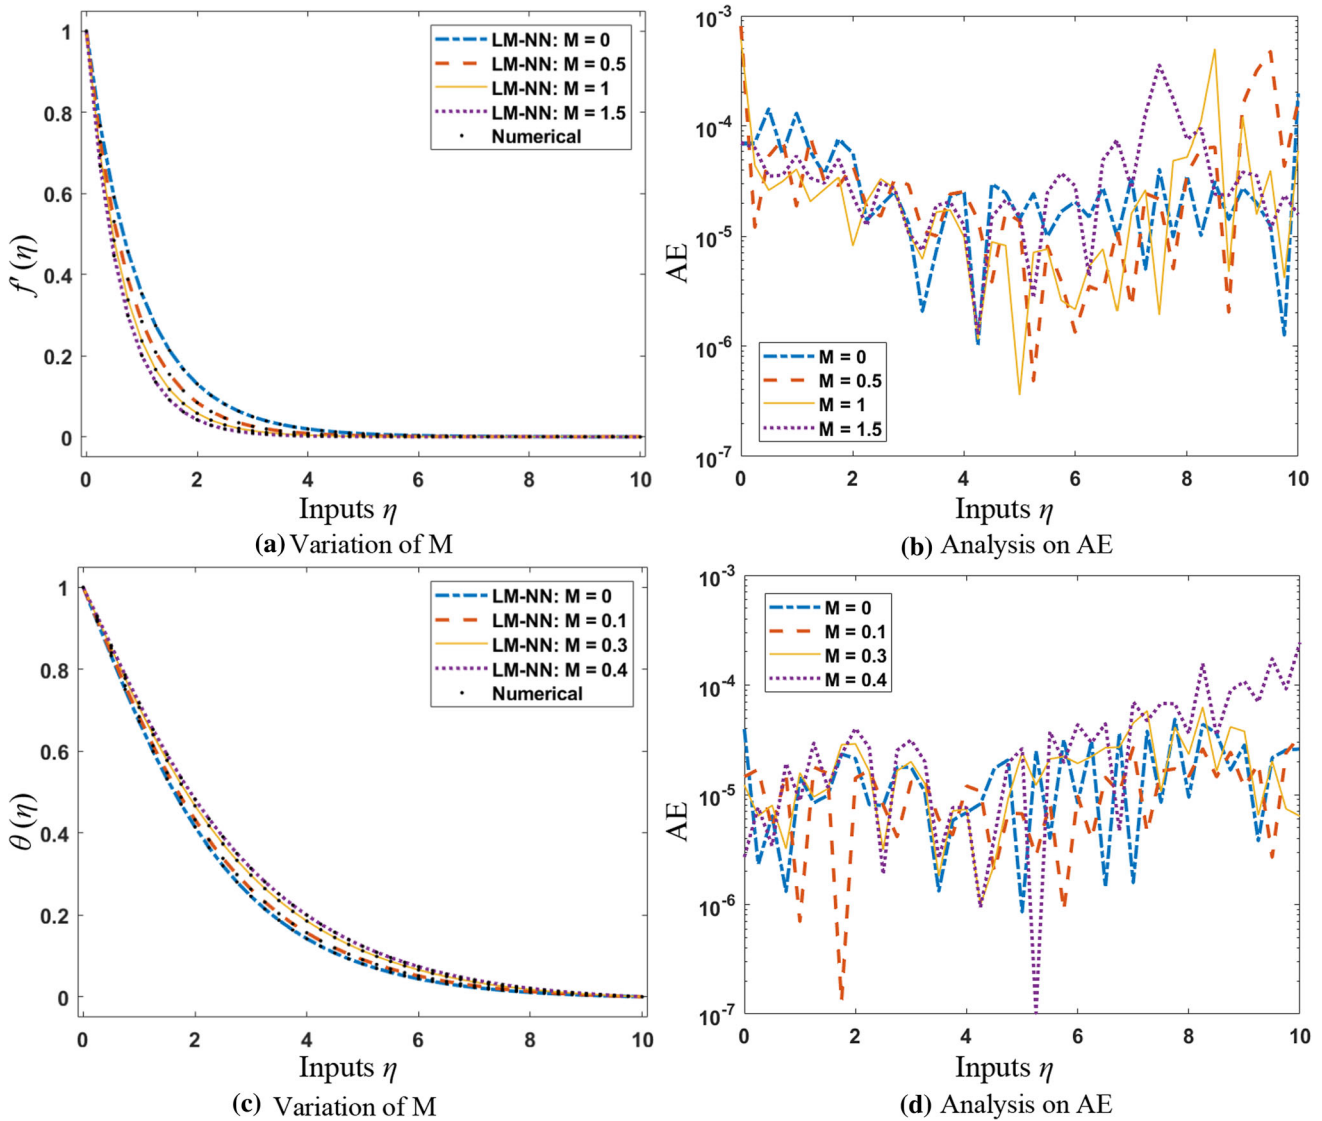 1
0.8
0.6
0.4
0.2
0
f′(η)
LM-NN: M = 0
LM-NN: M = 0.5
LM-NN: M = 1
LM-NN: M = 1.5
Numerical
0 2 4 6 8 10
Inputs η
(a) Variation of M
10-3
10-4
10-5
10-6
10-7
AE
M = 0
M = 0.5
M = 1
M = 1.5
0 2 4 6 8 10
Inputs η
(b) Analysis on AE
1
0.8
0.6
0.4
0.2
0
θ (η)
LM-NN: M = 0
LM-NN: M = 0.1
LM-NN: M = 0.3
LM-NN: M = 0.4
Numerical
0 2 4 6 8 10
Inputs η
(c) Variation of M
10-3
10-4
10-5
10-6
10-7
AE
M = 0
M = 0.1
M = 0.3
M = 0.4
0 2 4 6 8 10
Inputs η
(d) Analysis on AE